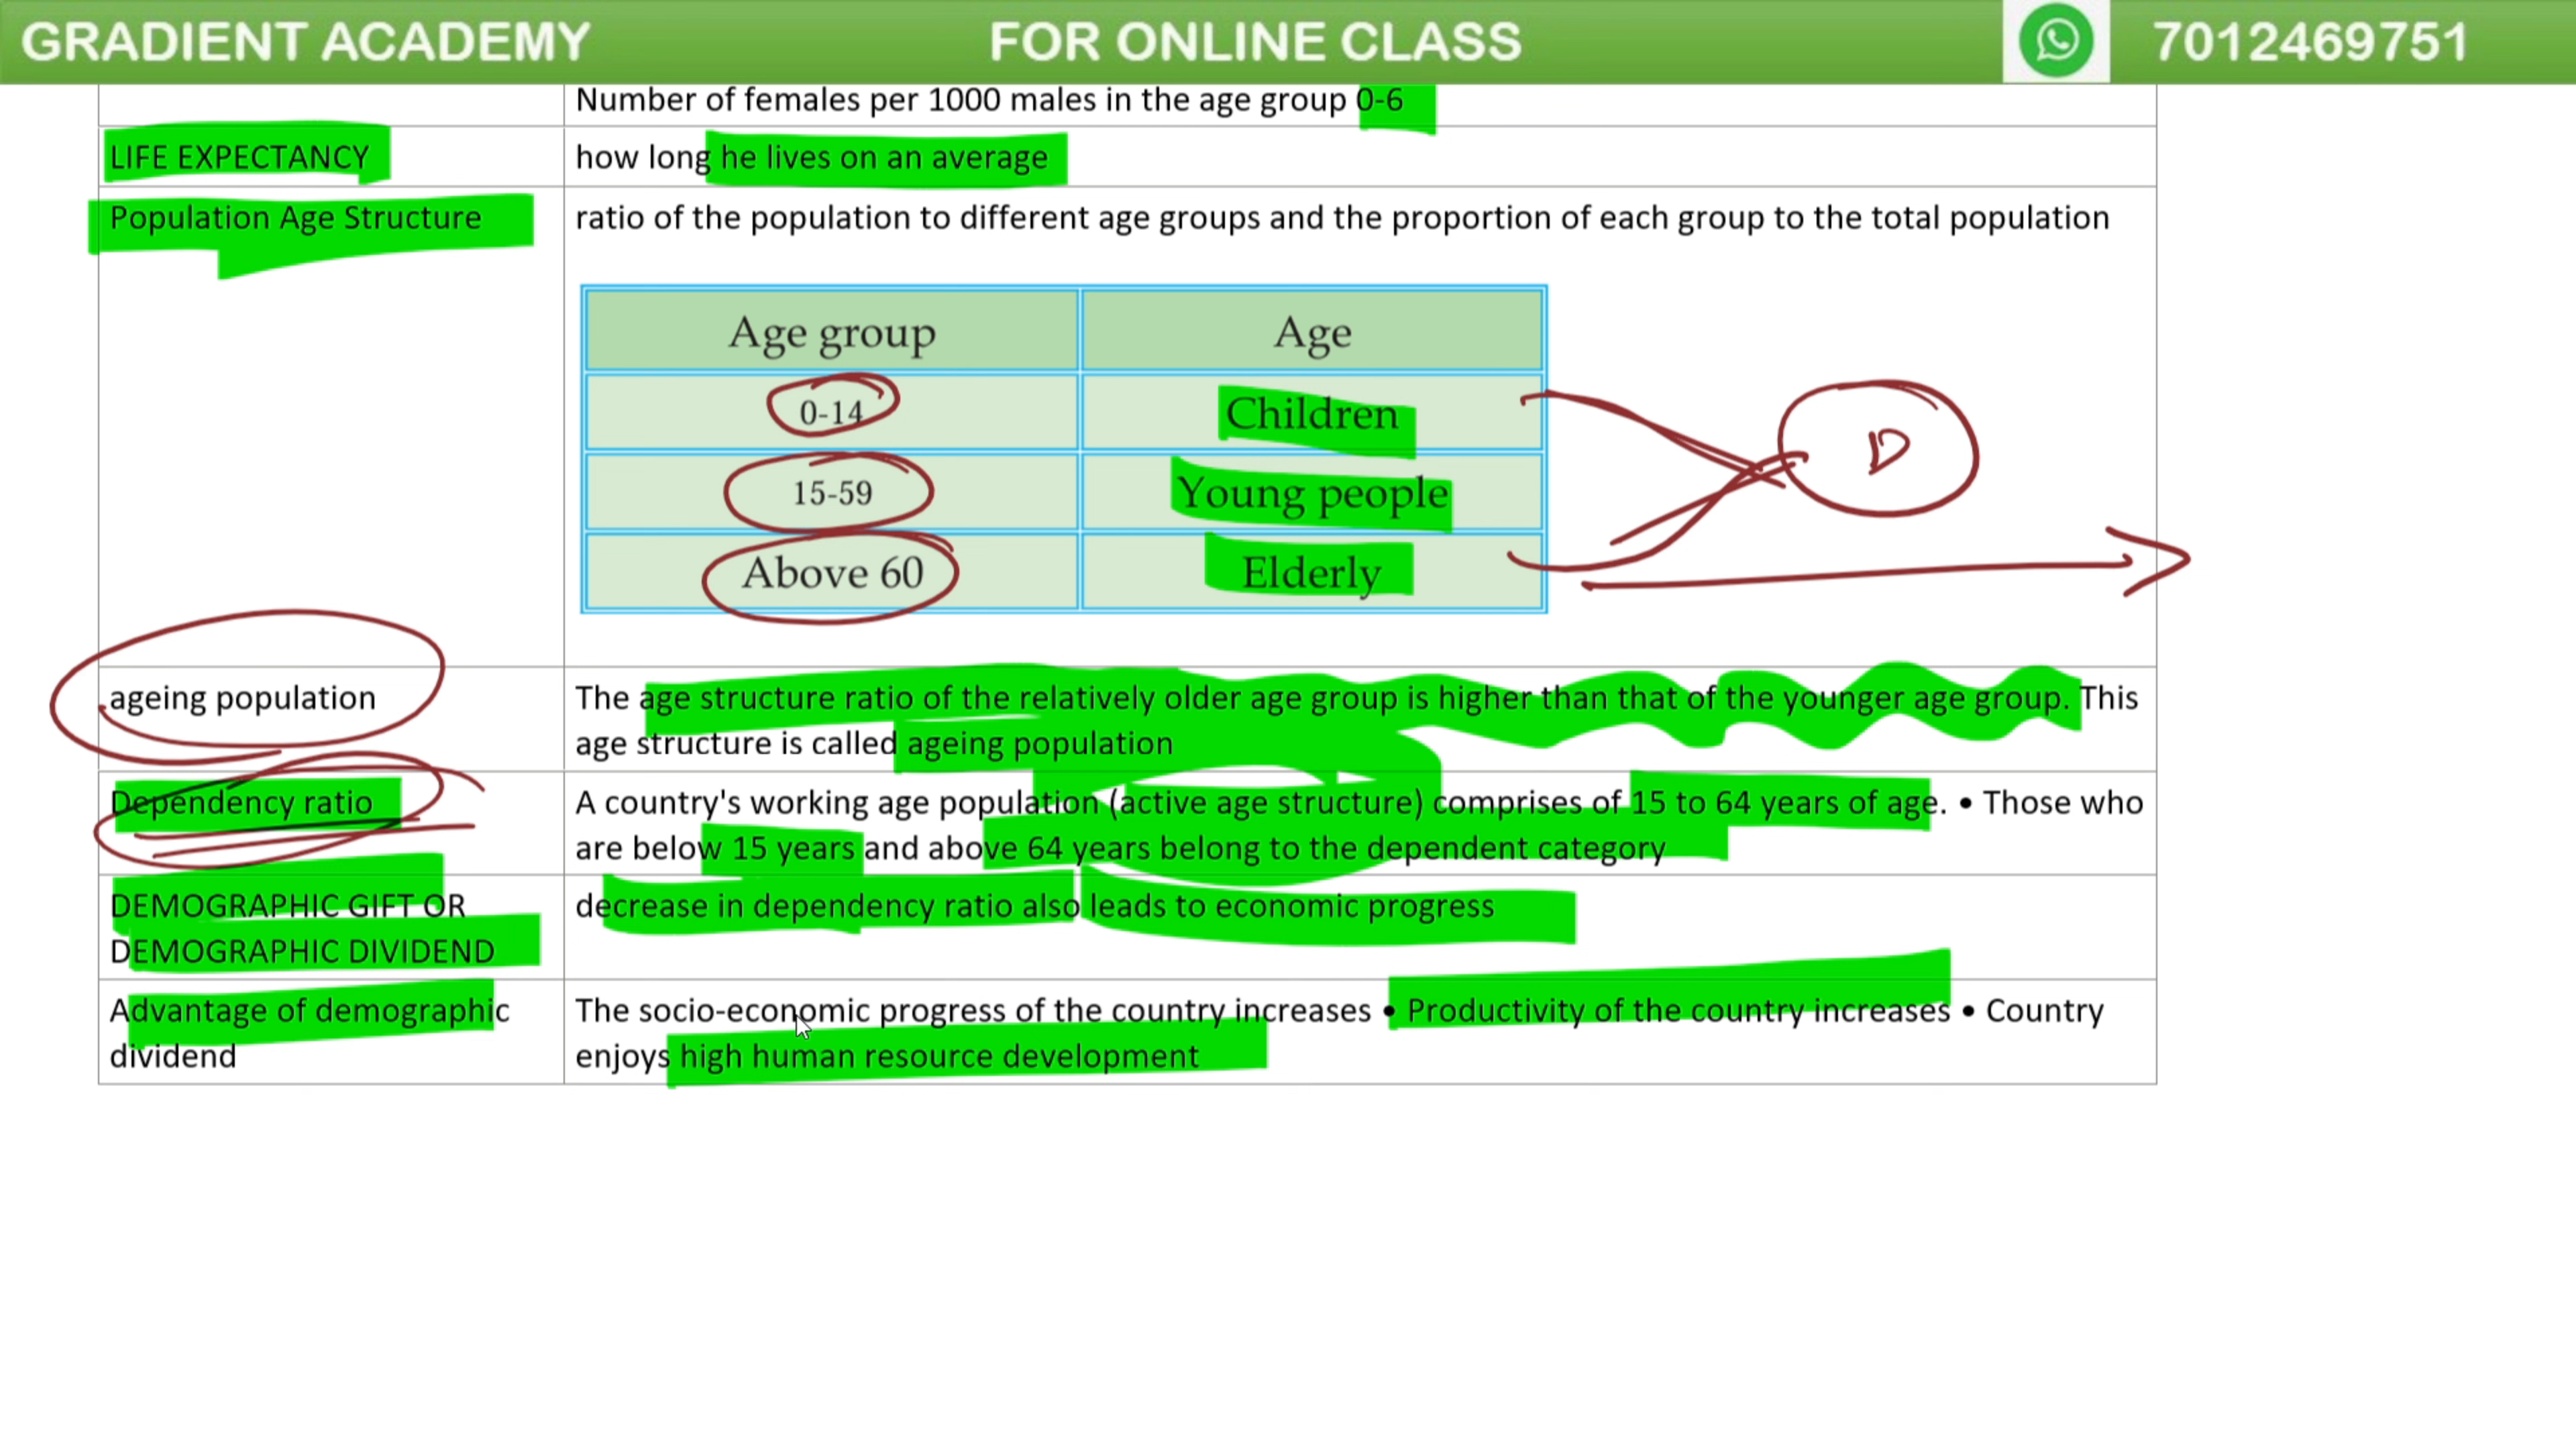 GRADIENT ACADEMY FOR ONLINE CLASS 7012469751
Number of females per 1000 males in the age group 0-6
LIFE EXPECTANCY how long he lives on an average
Population Age Structure ratio of the population to different age groups and the proportion of each group to the total population
Age group Age
0-14 Children
15-59 Young people
Above 60 Elderly
D
ageing population The age structure ratio of the relatively older age group is higher than that of the younger age group. This
age structure is called ageing population
Dependency ratio A country's working age population (active age structure) comprises of 15 to 64 years of age. • Those who
are below 15 years and above 64 years belong to the dependent category
DEMOGRAPHIC GIFT OR decrease in dependency ratio also leads to economic progress
DEMOGRAPHIC DIVIDEND
Advantage of demographic The socio-economic progress of the country increases • Productivity of the country increases • Country
dividend enjoys high human resource development